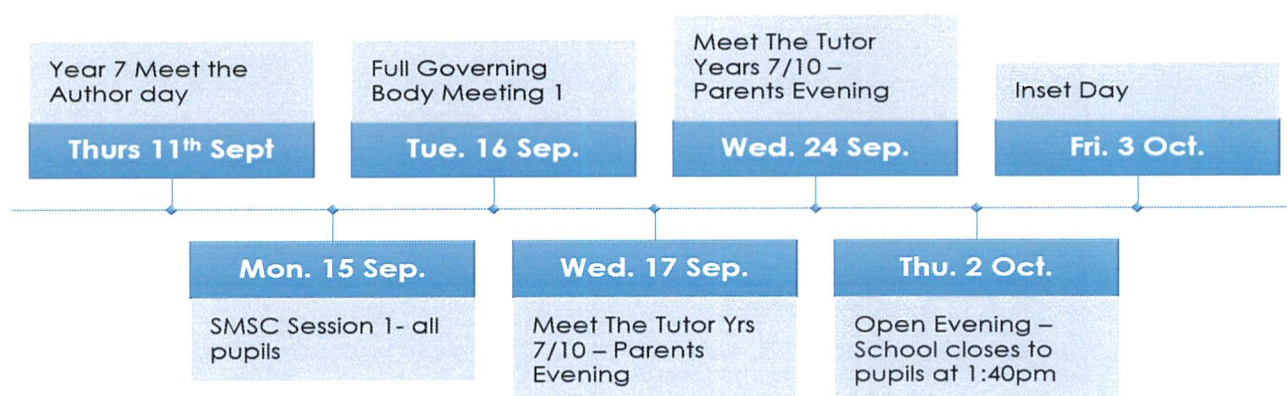 Year 7 Meet the
Author day
Thurs 11th Sept
Mon. 15 Sep.
SMSC Session 1- all
pupils
Full Governing
Body Meeting 1
Tue. 16 Sep.
Wed. 17 Sep.
Meet The Tutor Yrs
7/10 – Parents
Evening
Meet The Tutor
Years 7/10 –
Parents Evening
Wed. 24 Sep.
Thu. 2 Oct.
Open Evening –
School closes to
pupils at 1:40pm
Inset Day
Fri. 3 Oct.